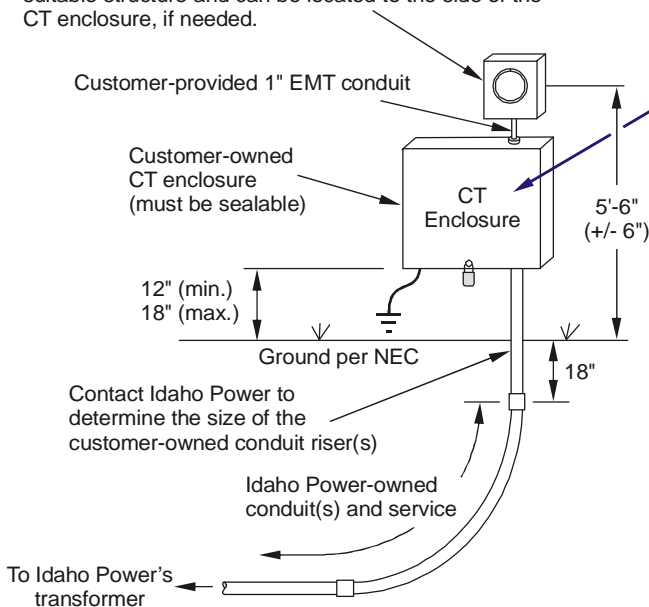 suitable structure and can be located to the side of the
CT enclosure, if needed.
Customer-provided 1" EMT conduit
Customer-owned
CT enclosure
(must be sealable)
CT
Enclosure
5'-6"
(+/- 6")
12" (min.)
18" (max.)
Ground per NEC
18"
Contact Idaho Power to
determine the size of the
customer-owned conduit riser(s)
Idaho Power-owned
conduit(s) and service
To Idaho Power's
transformer